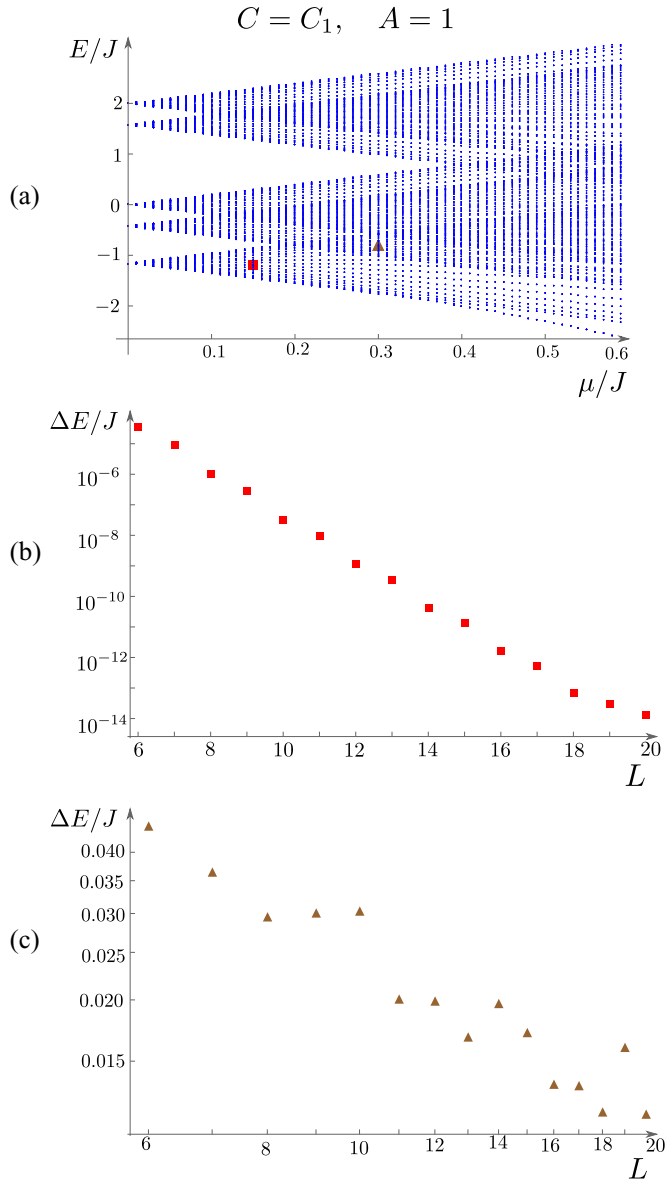 C = C₁, A = 1
E/J
2
1
(a)
0
−1
−2
0.1 0.2 0.3 0.4 0.5 0.6
μ/J
ΔE/J
10⁻⁶
(b)
10⁻⁸
10⁻¹⁰
10⁻¹²
10⁻¹⁴
6 8 10 12 14 16 18 20
L
ΔE/J
0.040
0.035
0.030
(c)
0.025
0.020
0.015
6 8 10 12 14 16 18 20
L